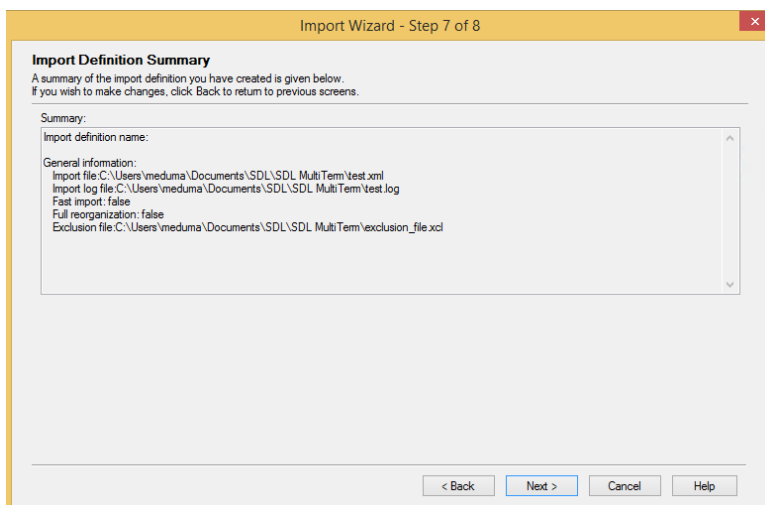 Import Wizard - Step 7 of 8
Import Definition Summary
A summary of the import definition you have created is given below.
If you wish to make changes, click Back to return to previous screens.
Summary:
Import definition name:
General information:
Import file:C:\Users\meduma\Documents\SDL\SDL MultiTerm\test.xml
Import log file:C:\Users\meduma\Documents\SDL\SDL MultiTerm\test.log
Fast import: false
Full reorganization: false
Exclusion file:C:\Users\meduma\Documents\SDL\SDL MultiTerm\exclusion_file.xcl
< Back Next > Cancel Help